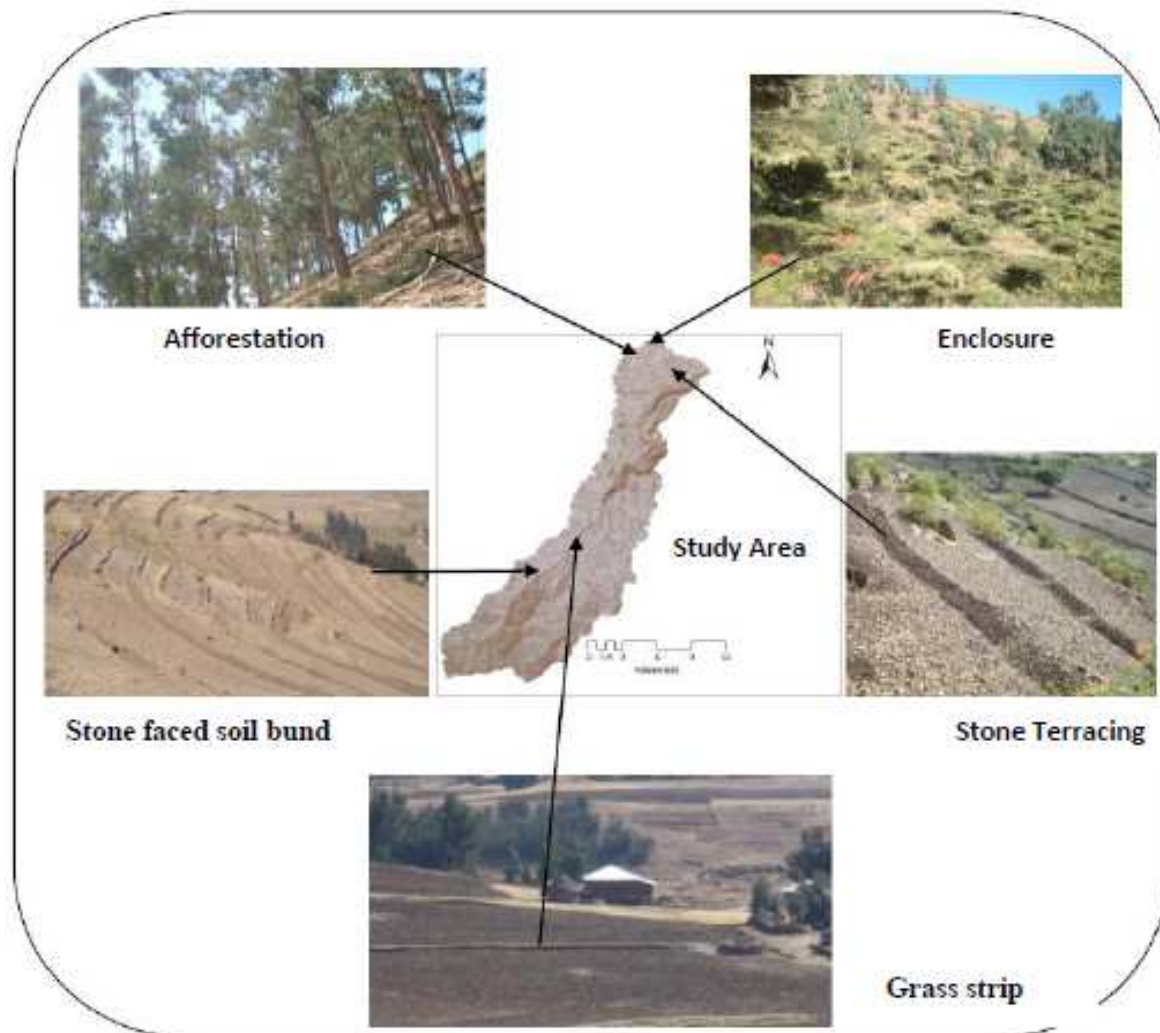 Afforestation
Enclosure
N
Study Area
Stone faced soil bund
Stone Terracing
Grass strip